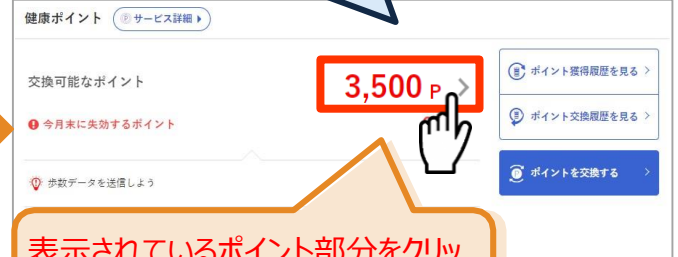 健康ポイント
サービス詳細
交換可能なポイント
3,500 P
今月末に失効するポイント
歩数データを送信しよう
ポイント獲得履歴を見る
ポイント交換履歴を見る
ポイントを交換する
表示されているポイント部分をクリッ